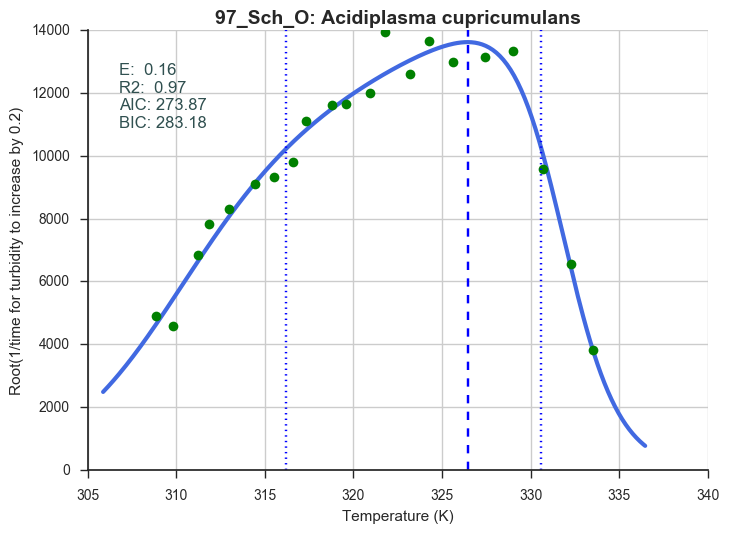 97_Sch_O: Acidiplasma cupricumulans
14000
12000
10000
8000
6000
4000
2000
0
Root(1/time for turbidity to increase by 0.2)
E:  0.16
R2:  0.97
AIC: 273.87
BIC: 283.18
305 310 315 320 325 330 335 340
Temperature (K)